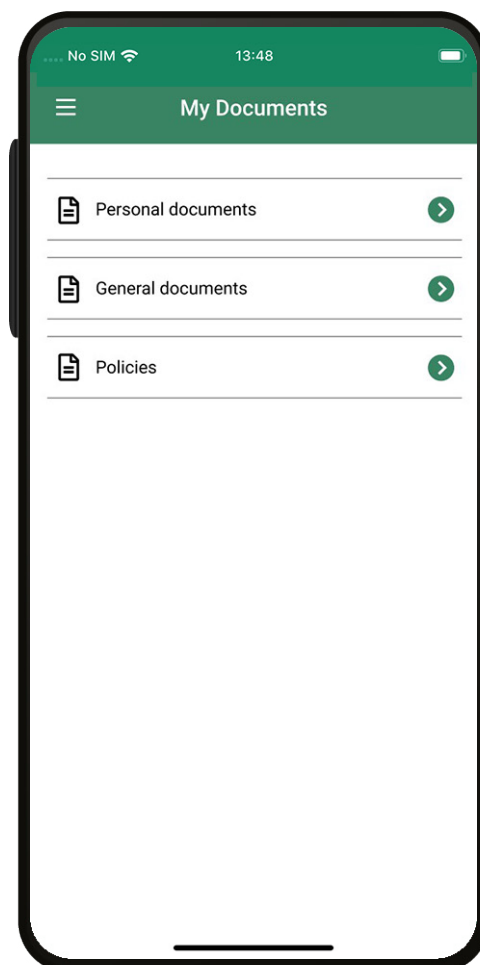 No SIM 13:48
My Documents
Personal documents
General documents
Policies